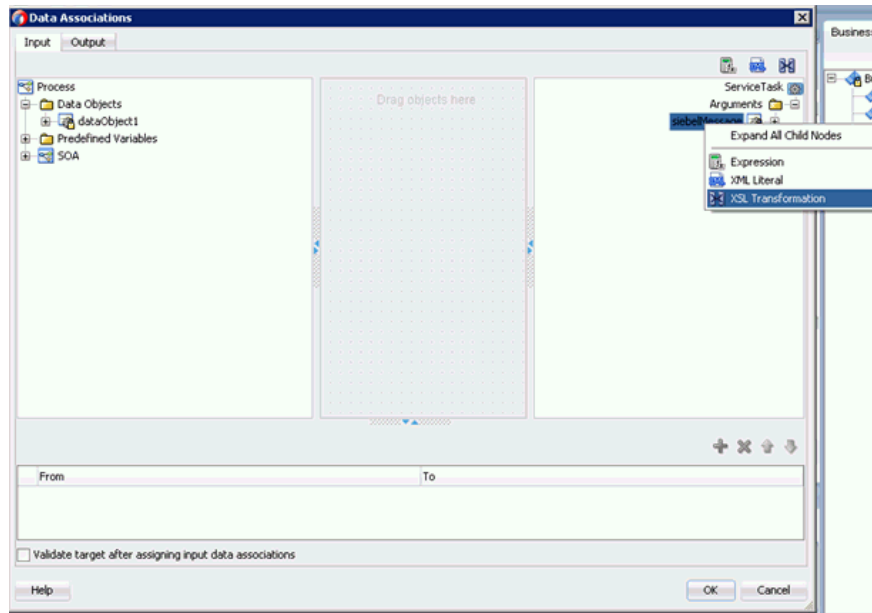 Data Associations
Business
Input Output
Process
Data Objects
dataObject1
Predefined Variables
SOA
Drag objects here
ServiceTask
Arguments
siebelMessage
Expand All Child Nodes
Expression
XML Literal
XSL Transformation
From To
Validate target after assigning input data associations
Help OK Cancel